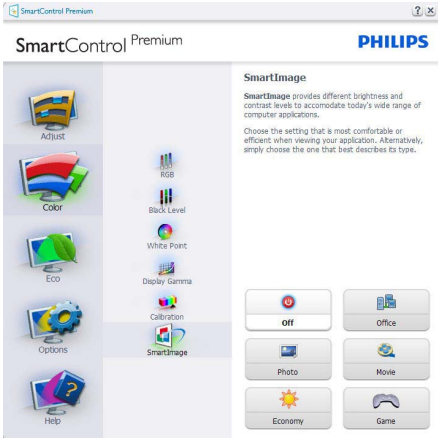 SmartControl Premium
SmartControl Premium
PHILIPS
Adjust
Color
Eco
Options
Help
RGB
Black Level
White Point
Display Gamma
Calibration
SmartImage
SmartImage
SmartImage provides different brightness and
contrast levels to accomodate today's wide range of
computer applications.
Choose the setting that is most comfortable or
efficient when viewing your application. Alternatively,
simply choose the one that best describes its type.
Off
Office
Photo
Movie
Economy
Game